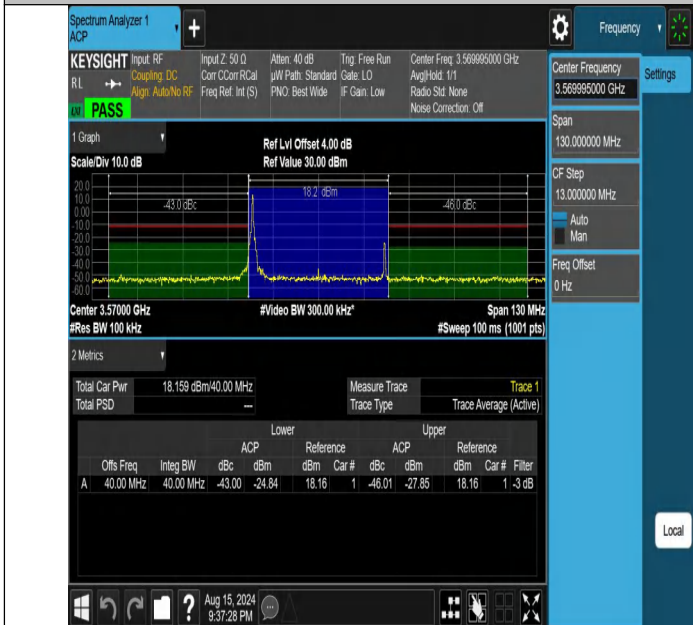 Spectrum Analyzer 1
ACP
+
Frequency
KEYSIGHT Input: RF Input Z: 50 Ω Atten: 40 dB Trig: Free Run Center Freq: 3.569995000 GHz
RL Coupling: DC Corr CCorr RCal µW Path: Standard Gate: LO Avg|Hold: 1/1
Align: Auto/No RF Freq Ref: Int (S) PNO: Best Wide IF Gain: Low Radio Std: None
PASS Noise Correction: Off
Center Frequency
3.569995000 GHz
Settings
Span
130.000000 MHz
CF Step
13.000000 MHz
Auto
Man
Freq Offset
0 Hz
Local
1 Graph
Ref Lvl Offset 4.00 dB
Scale/Div 10.0 dB Ref Value 30.00 dBm
20.0
10.0
0.00
-10.0
-20.0
-30.0
-40.0
-50.0
-60.0
-43.0 dBc
18.2 dBm
-46.0 dBc
Center 3.57000 GHz #Video BW 300.00 kHz* Span 130 MHz
#Res BW 100 kHz #Sweep 100 ms (1001 pts)
2 Metrics
Total Car Pwr 18.159 dBm/40.00 MHz Measure Trace Trace 1
Total PSD --- Trace Type Trace Average (Active)
Lower Upper
ACP Reference ACP Reference
Offs Freq Integ BW dBc dBm dBm Car # dBc dBm dBm Car # Filter
A 40.00 MHz 40.00 MHz -43.00 -24.84 18.16 1 -46.01 -27.85 18.16 1 -3 dB
? Aug 15, 2024
9:37:28 PM